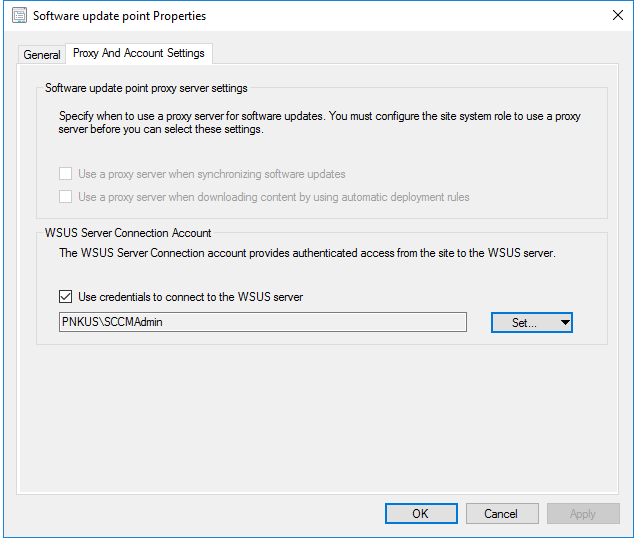 Software update point Properties
General
Proxy And Account Settings
Software update point proxy server settings
Specify when to use a proxy server for software updates. You must configure the site system role to use a proxy
server before you can select these settings.
Use a proxy server when synchronizing software updates
Use a proxy server when downloading content by using automatic deployment rules
WSUS Server Connection Account
The WSUS Server Connection account provides authenticated access from the site to the WSUS server.
Use credentials to connect to the WSUS server
PNKUS\SCCMAdmin
Set...
OK
Cancel
Apply